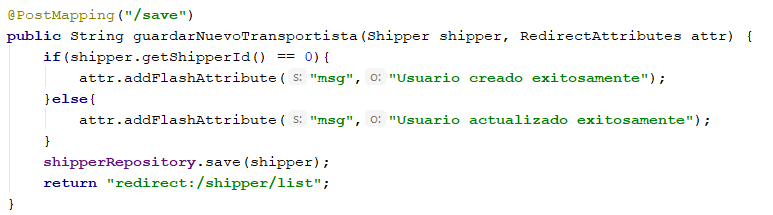 @PostMapping("/save")
public String guardarNuevoTransportista(Shipper shipper, RedirectAttributes attr) {
    if(shipper.getShipperId() == 0){
        attr.addFlashAttribute( s: "msg", o: "Usuario creado exitosamente");
    }else{
        attr.addFlashAttribute( s: "msg", o: "Usuario actualizado exitosamente");
    }
    shipperRepository.save(shipper);
    return "redirect:/shipper/list";
}